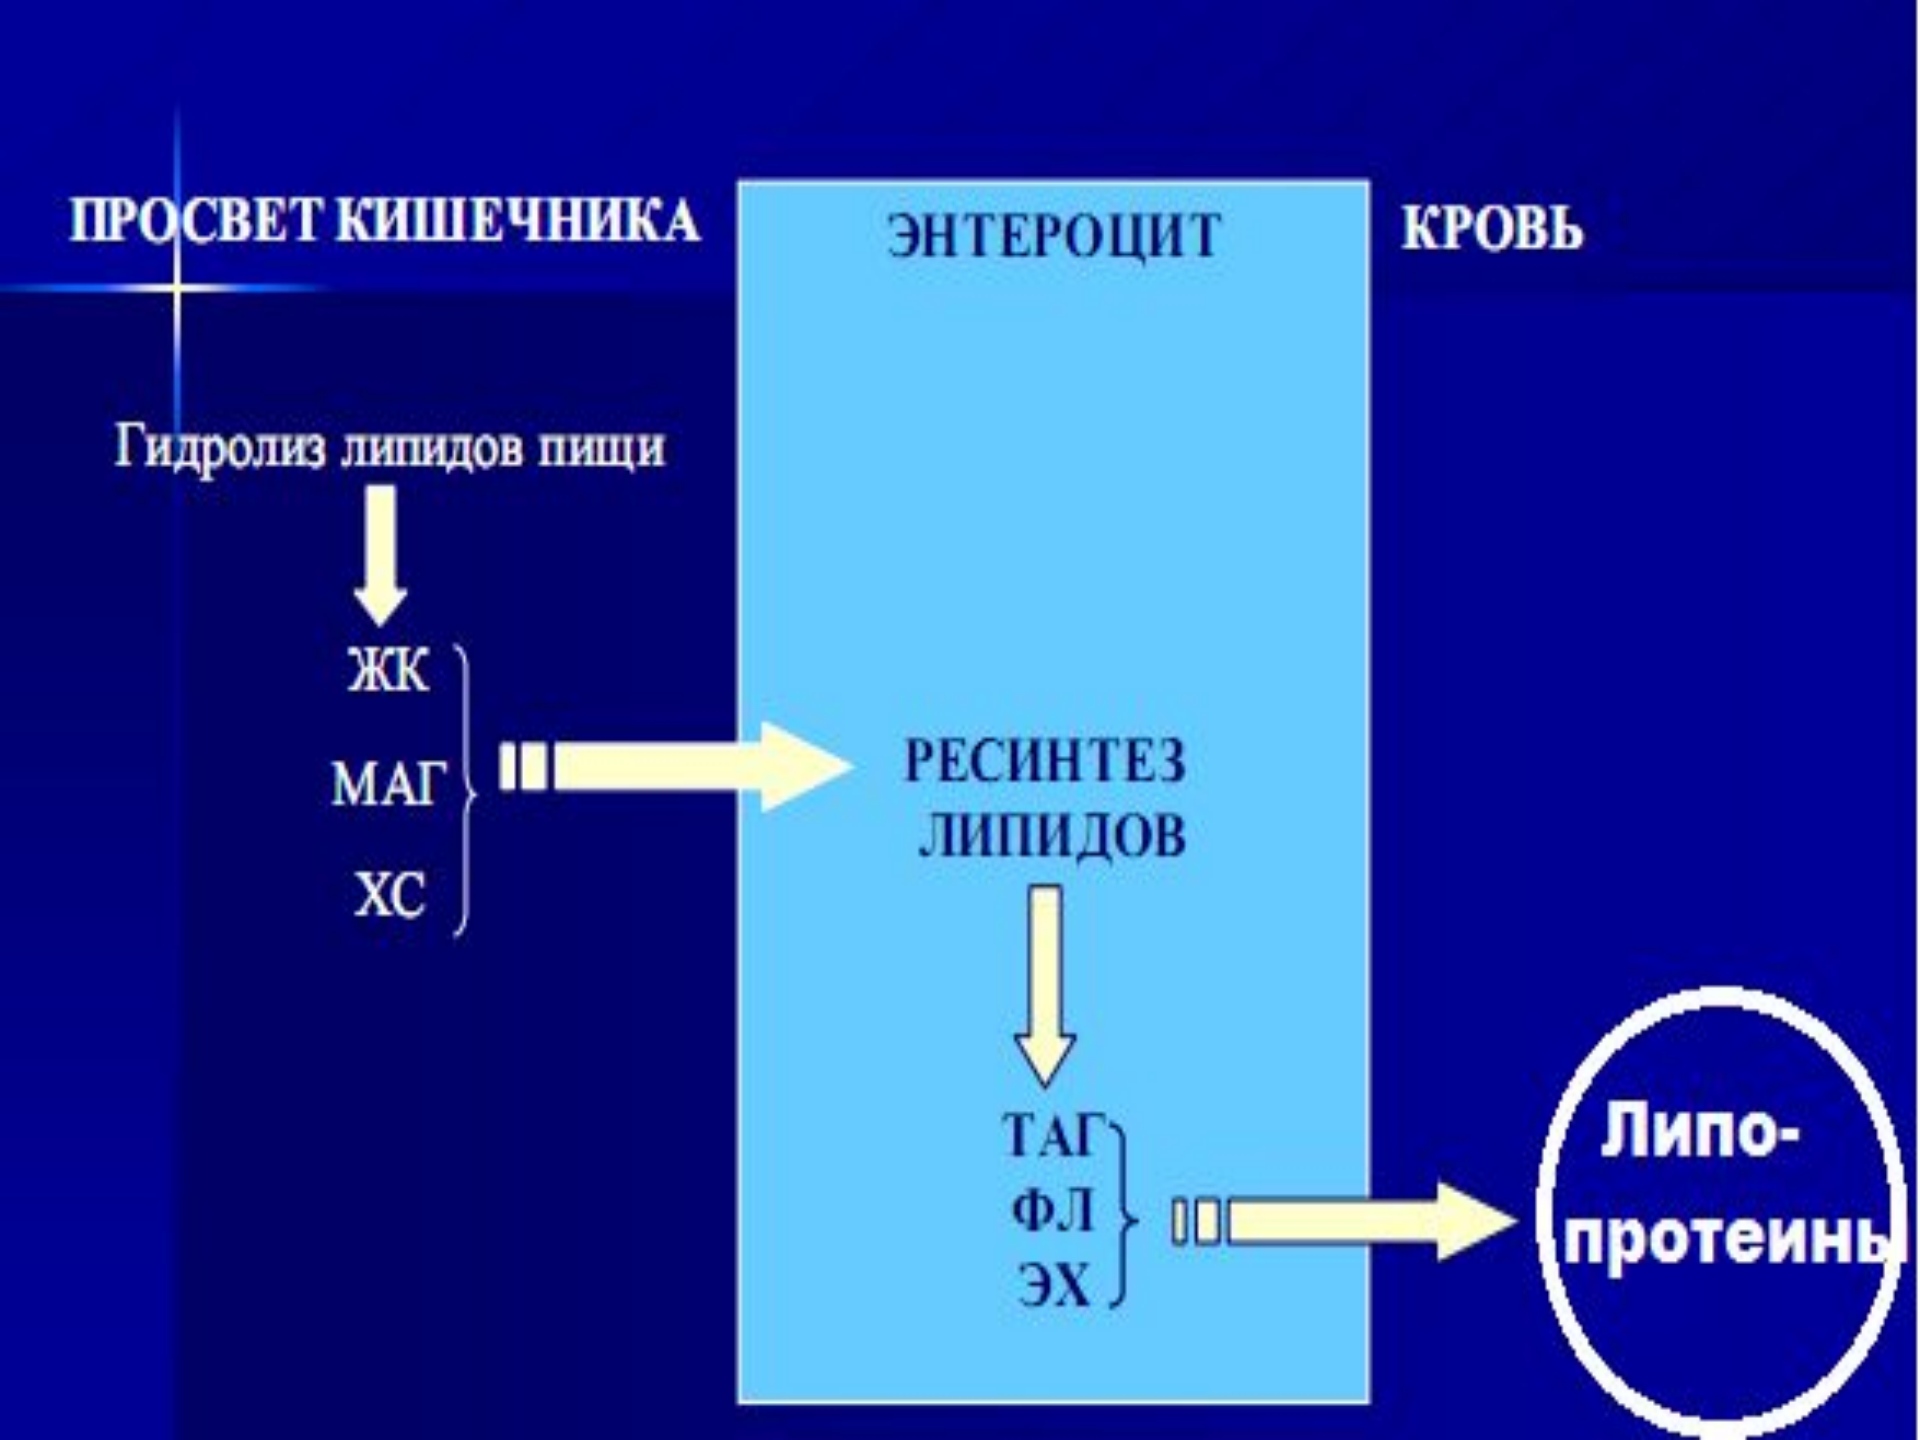 ПРОСВЕТ КИШЕЧНИКА
ЭНТЕРОЦИТ
КРОВЬ
Гидролиз липидов пищи
ЖК
МАГ
ХС
РЕСИНТЕЗ
ЛИПИДОВ
ТАГ
ФЛ
ЭХ
Липо-
протеины